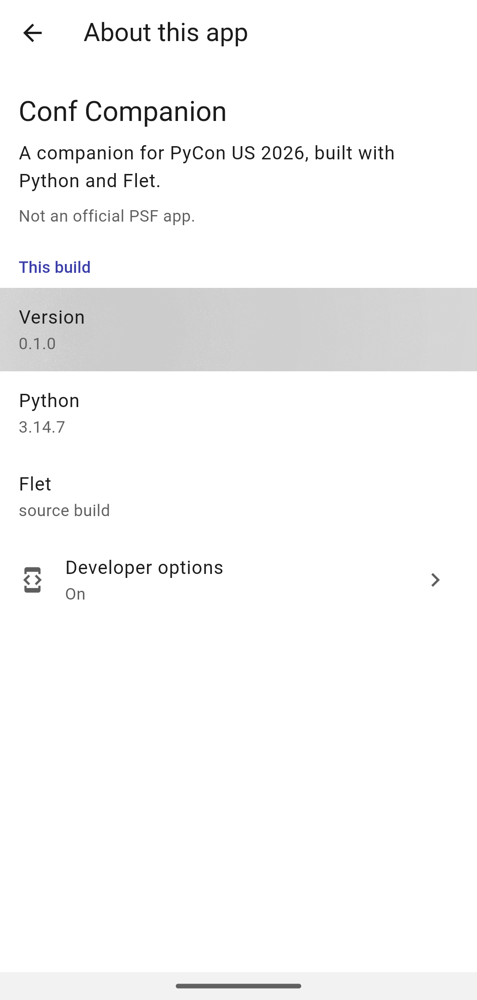 About this app
Conf Companion
A companion for PyCon US 2026, built with
Python and Flet.
Not an official PSF app.
This build
Version
0.1.0
Python
3.14.7
Flet
source build
Developer options
On